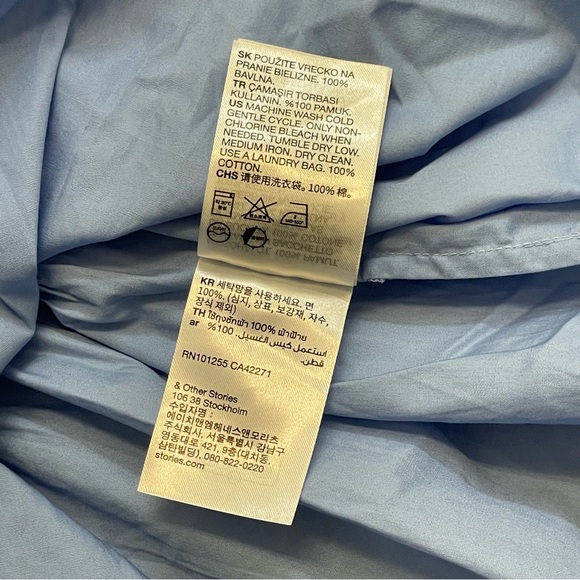 SK POUŽITE VRECKO NA
PRANIE BIELIZNE. 100%
BAVLNA.
TR ÇAMAŞIR TORBASI
KULLANIN. %100 PAMUK.
US MACHINE WASH COLD
GENTLE CYCLE. ONLY NON-
CHLORINE BLEACH WHEN
NEEDED. TUMBLE DRY LOW.
MEDIUM IRON. DRY CLEAN.
USE A LAUNDRY BAG. 100%
COTTON.
CHS 请使用洗衣袋。100% 棉。
KR 세탁망을 사용하세요. 면
100%. (심지, 상표, 보강재, 자수,
장식 제외)
TH ใช้ถุงซักผ้า 100% ผ้าฝ้าย
ar استعمل كيس الغسيل. 100%
قطن.
RN101255 CA42271
& Other Stories
106 38 Stockholm
수입자명 :
에이치앤엠헤네스앤모리츠
주식회사, 서울특별시 강남구
영동대로 421, 9층(대치동,
삼탄빌딩), 080-822-0220
stories.com